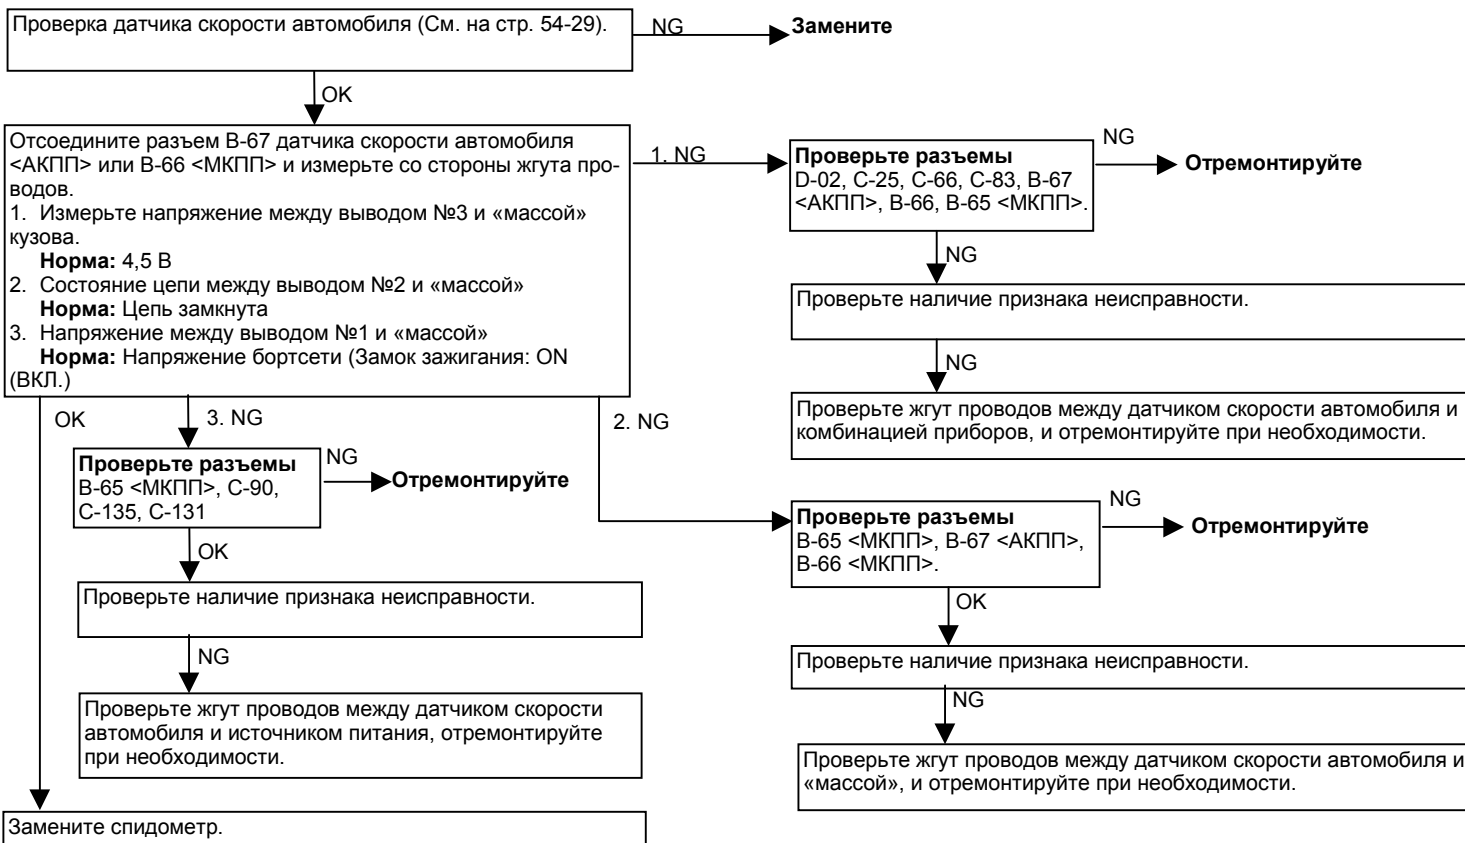 Проверка датчика скорости автомобиля (См. на стр. 54-29).
NG
Замените
OK
Отсоедините разъем В-67 датчика скорости автомобиля
<АКПП> или В-66 <МКПП> и измерьте со стороны жгута про-
водов.
1. Измерьте напряжение между выводом №3 и «массой»
кузова.
Норма: 4,5 В
2. Состояние цепи между выводом №2 и «массой»
Норма: Цепь замкнута
3. Напряжение между выводом №1 и «массой»
Норма: Напряжение бортсети (Замок зажигания: ON
(ВКЛ.)
1. NG
Проверьте разъемы
D-02, C-25, C-66, C-83, B-67
<АКПП>, B-66, B-65 <МКПП>.
NG
Отремонтируйте
NG
Проверьте наличие признака неисправности.
NG
Проверьте жгут проводов между датчиком скорости автомобиля и
комбинацией приборов, и отремонтируйте при необходимости.
OK
3. NG
2. NG
Проверьте разъемы
В-65 <МКПП>, С-90,
С-135, С-131
NG
Отремонтируйте
OK
Проверьте наличие признака неисправности.
NG
Проверьте жгут проводов между датчиком скорости
автомобиля и источником питания, отремонтируйте
при необходимости.
Проверьте разъемы
В-65 <МКПП>, В-67 <АКПП>,
В-66 <МКПП>.
NG
Отремонтируйте
OK
Проверьте наличие признака неисправности.
NG
Проверьте жгут проводов между датчиком скорости автомобиля и
«массой», и отремонтируйте при необходимости.
Замените спидометр.